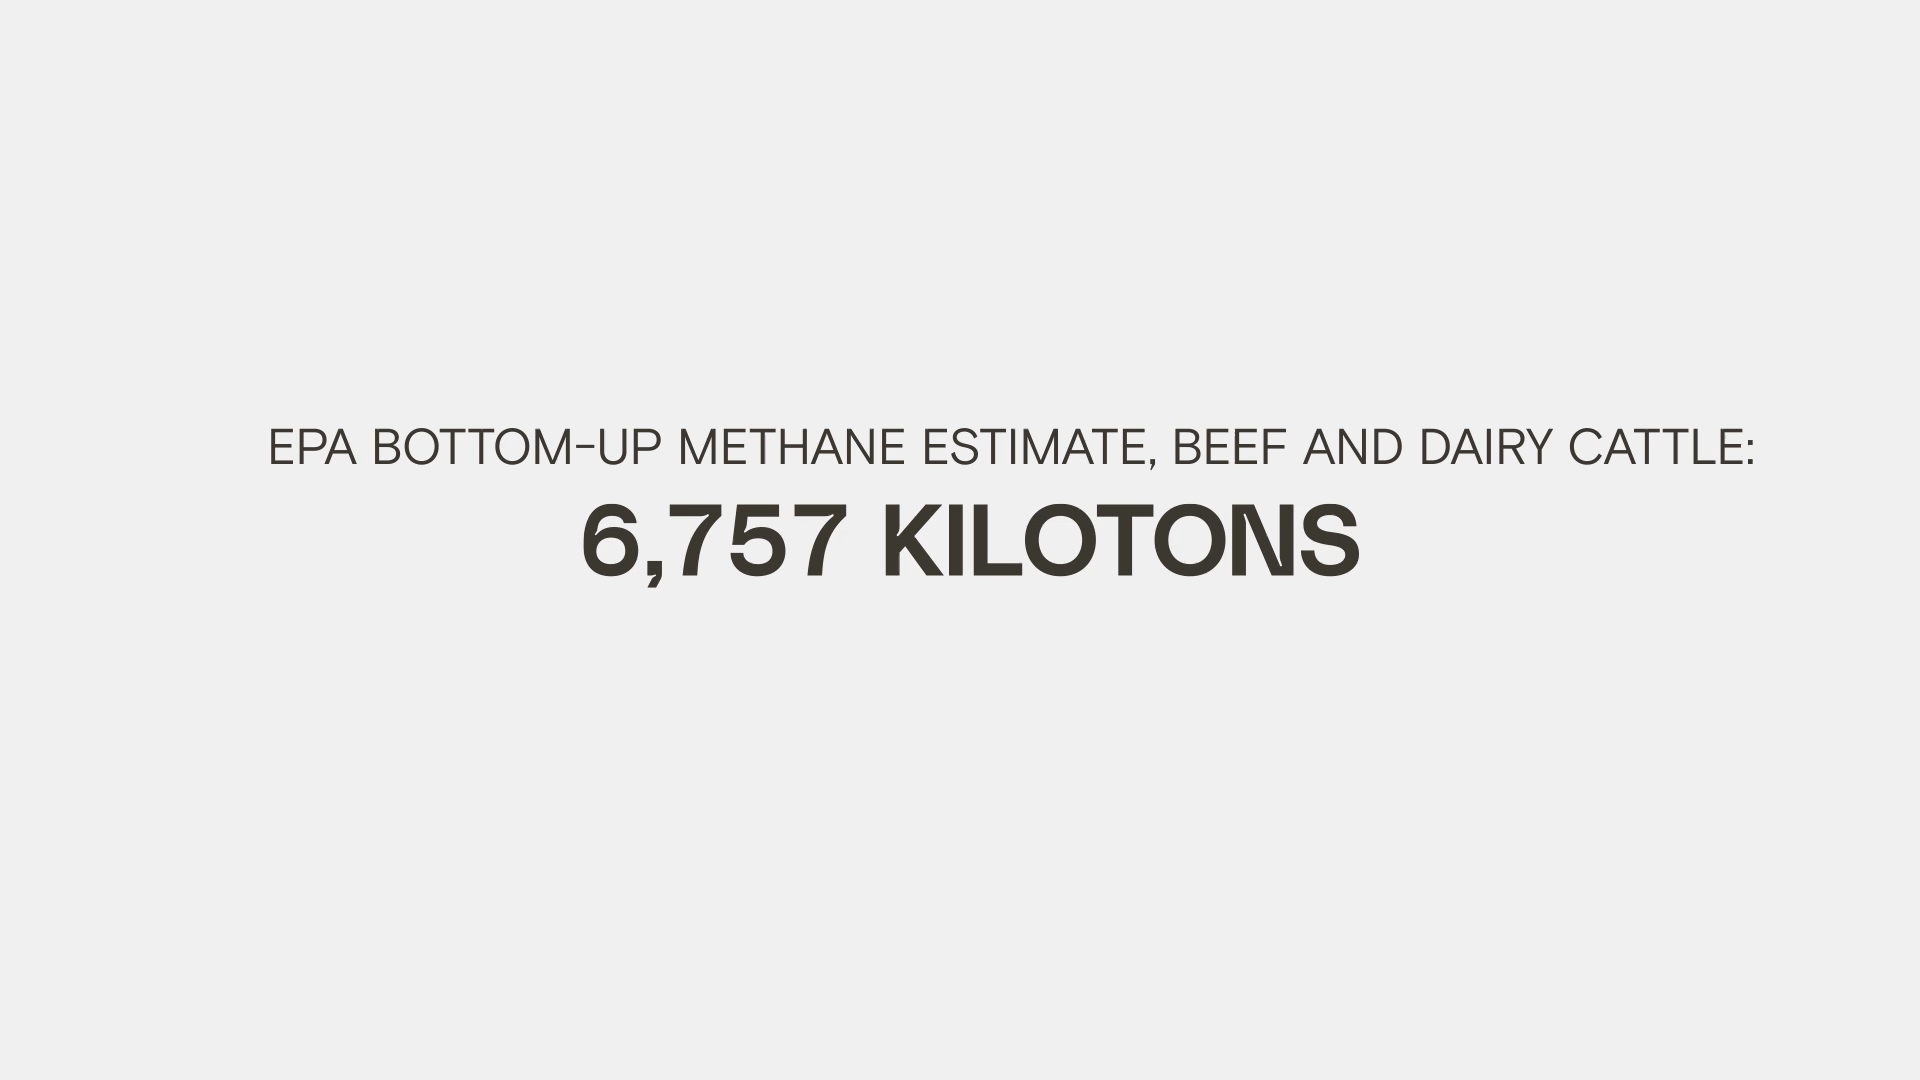 EPA BOTTOM-UP METHANE ESTIMATE, BEEF AND DAIRY CATTLE:
6,757 KILOTONS